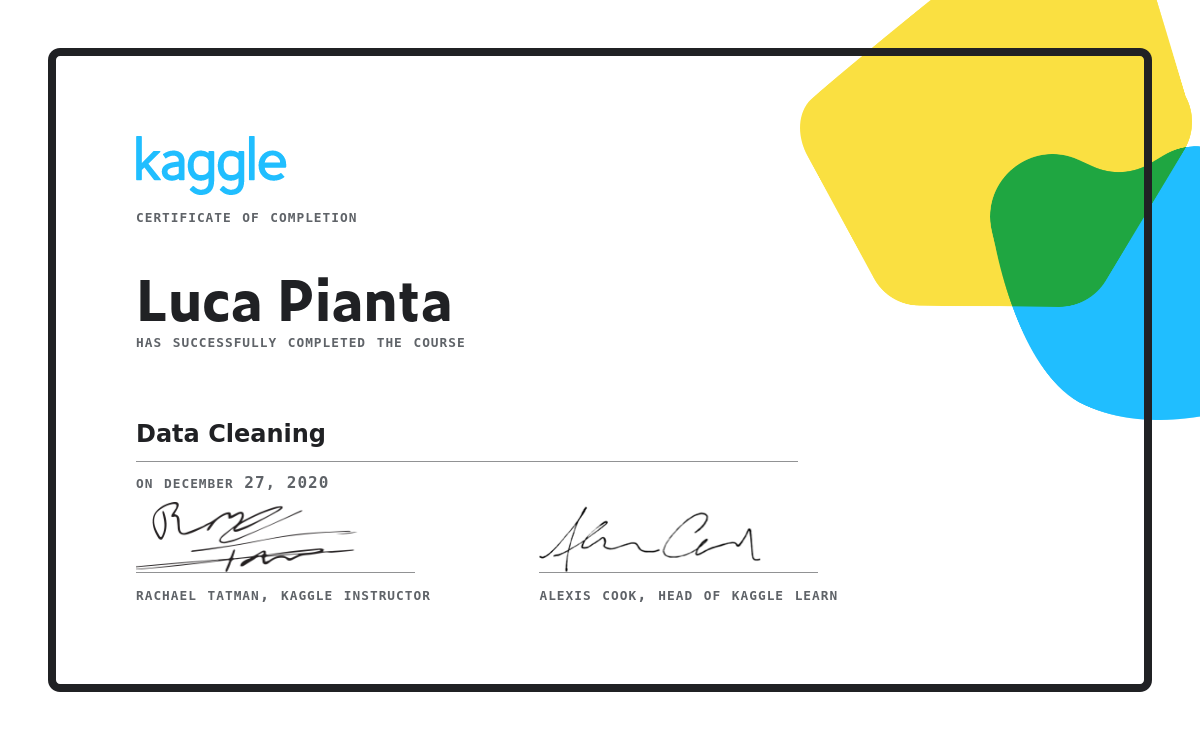 kaggle
CERTIFICATE OF COMPLETION
Luca Pianta
HAS SUCCESSFULLY COMPLETED THE COURSE
Data Cleaning
ON DECEMBER 27, 2020
RACHAEL TATMAN, KAGGLE INSTRUCTOR
ALEXIS COOK, HEAD OF KAGGLE LEARN